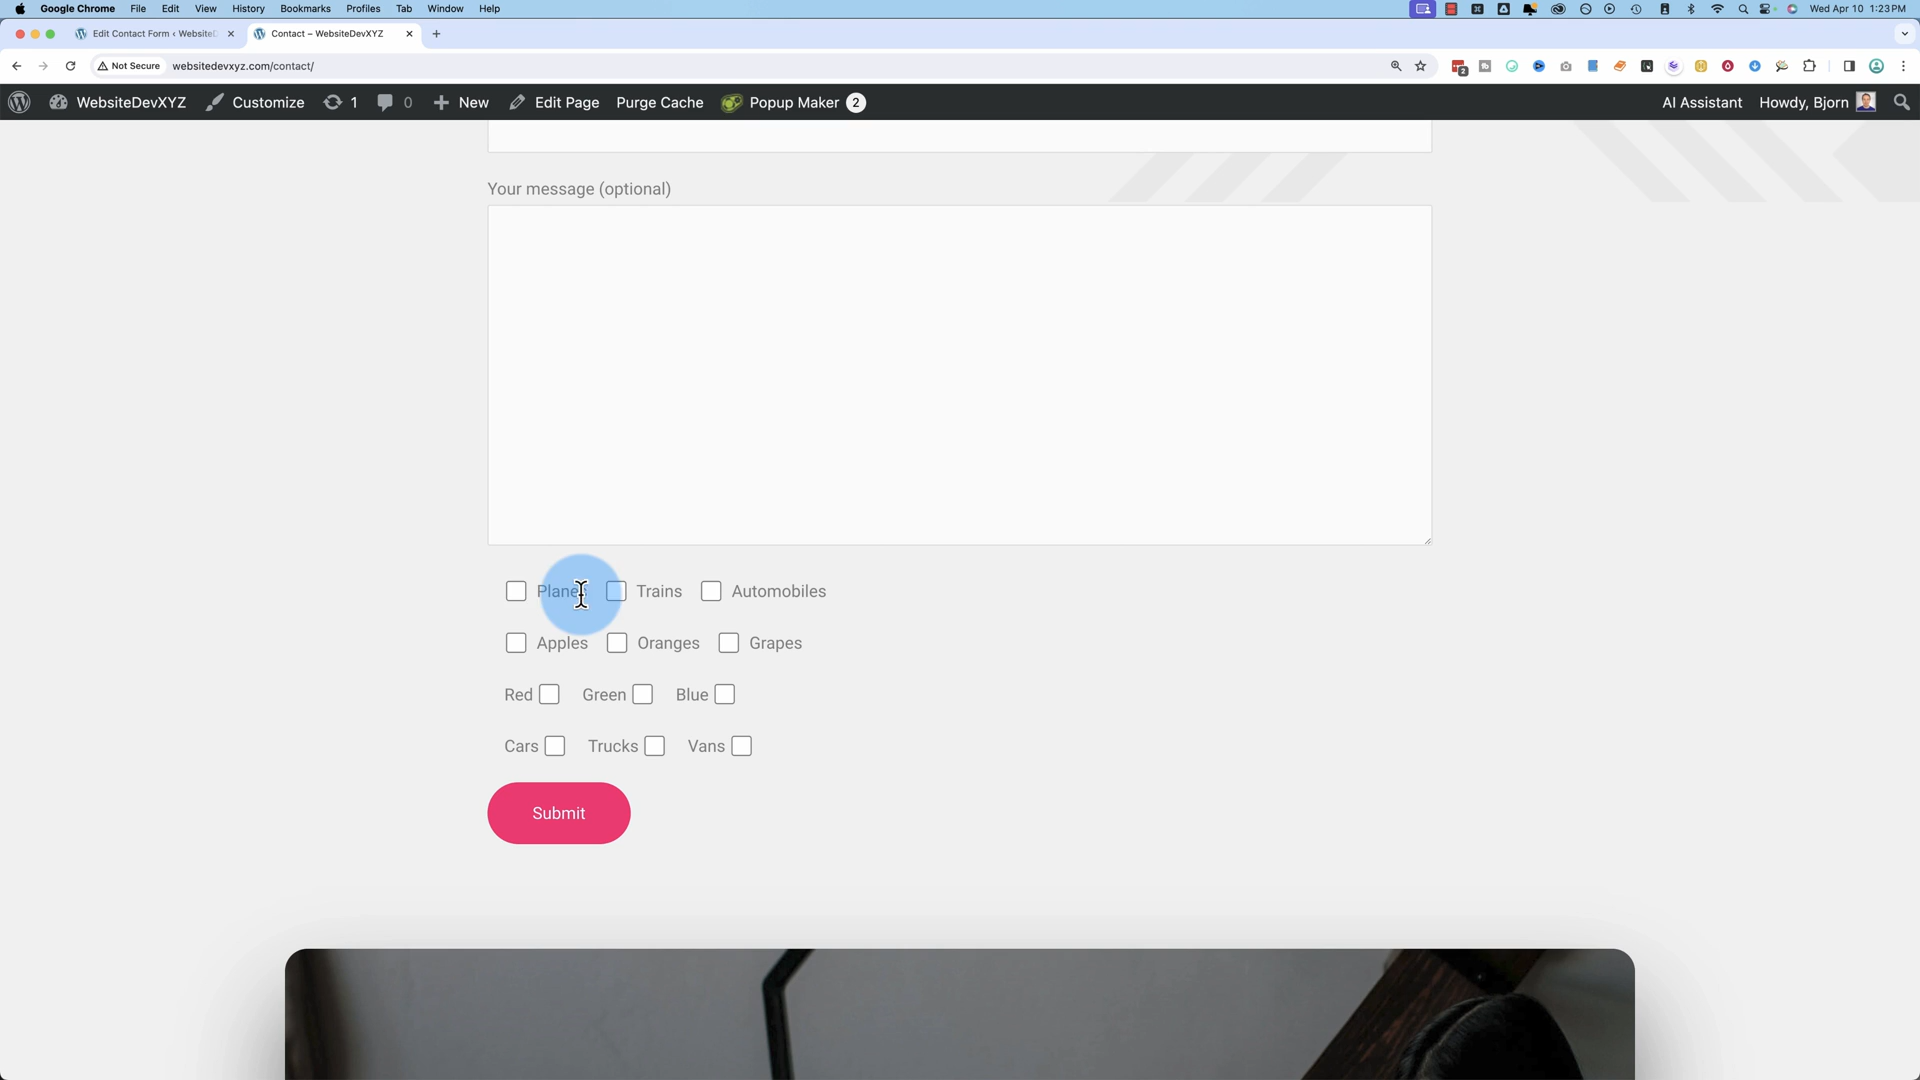 Google Chrome File Edit View History Bookmarks Profiles Tab Window Help Wed Apr 10 1:23 PM
Edit Contact Form ‹ WebsiteD Contact – WebsiteDevXYZ
Not Secure websitedevxyz.com/contact/ 2
WebsiteDevXYZ Customize 1 0 New Edit Page Purge Cache Popup Maker 2 AI Assistant Howdy, Bjorn
Your message (optional)
Planes Trains Automobiles
Apples Oranges Grapes
Red Green Blue
Cars Trucks Vans
Submit